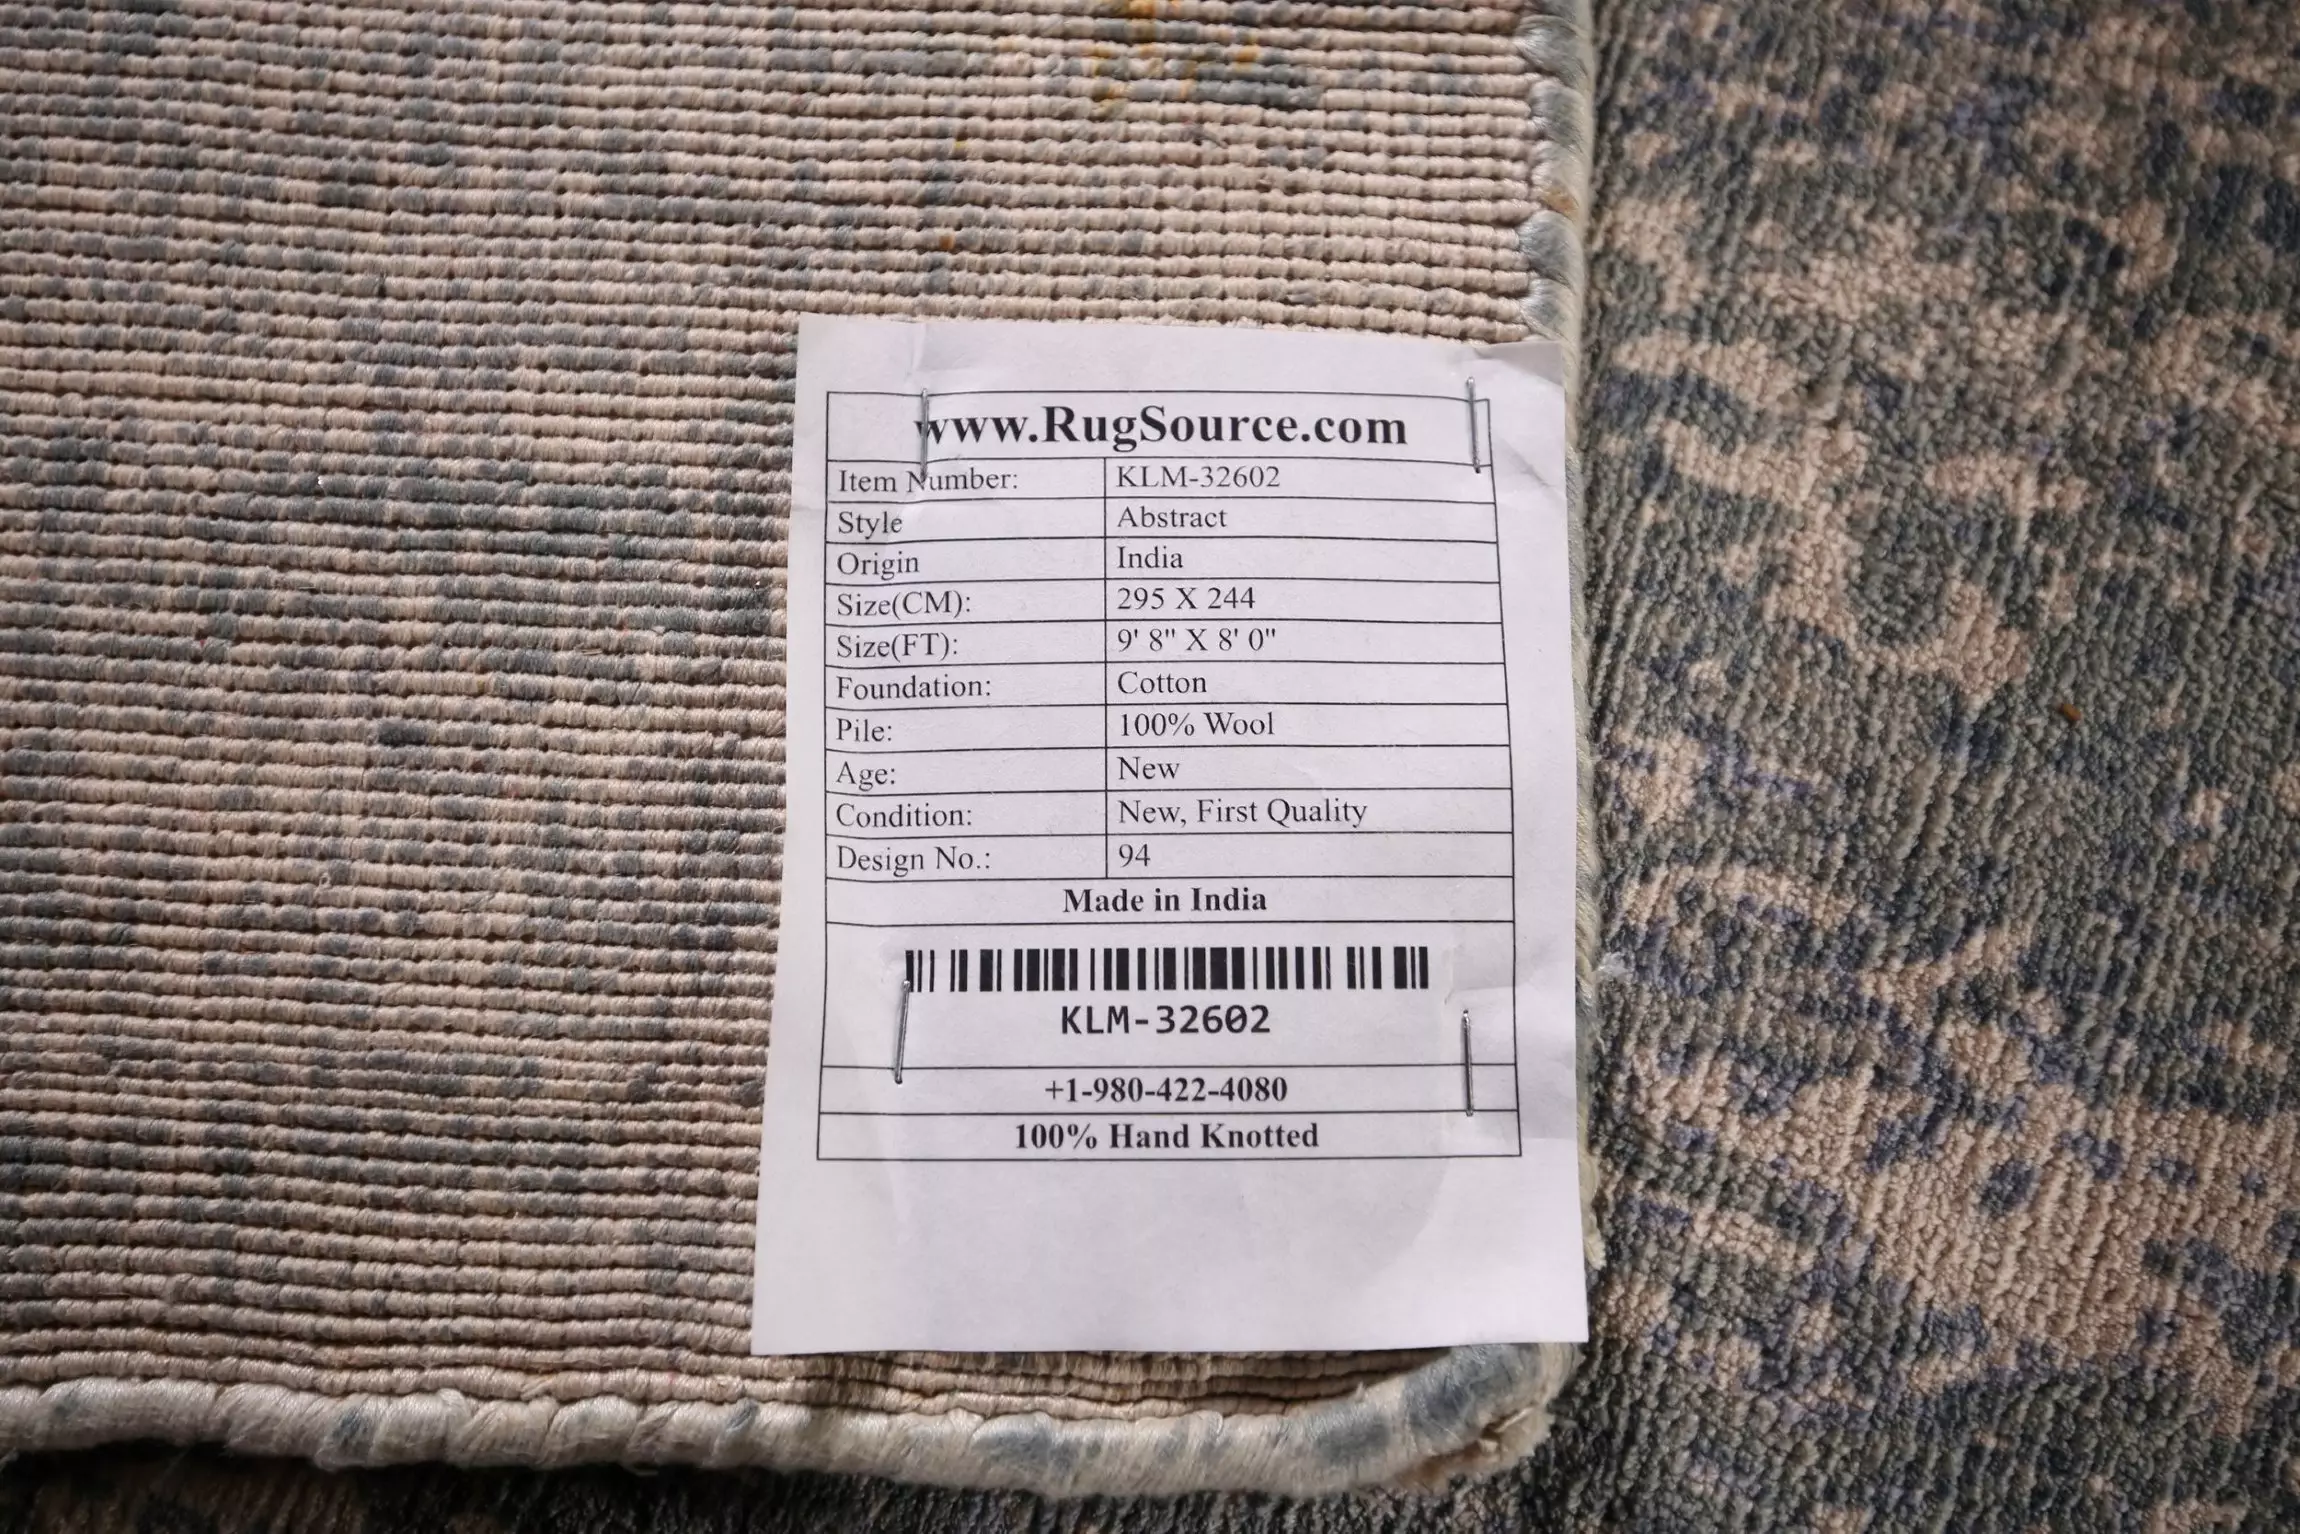 www.RugSource.com
Item Number: KLM-32602
Style Abstract
Origin India
Size(CM): 295 X 244
Size(FT): 9' 8" X 8' 0"
Foundation: Cotton
Pile: 100% Wool
Age: New
Condition: New, First Quality
Design No.: 94
Made in India
KLM-32602
+1-980-422-4080
100% Hand Knotted